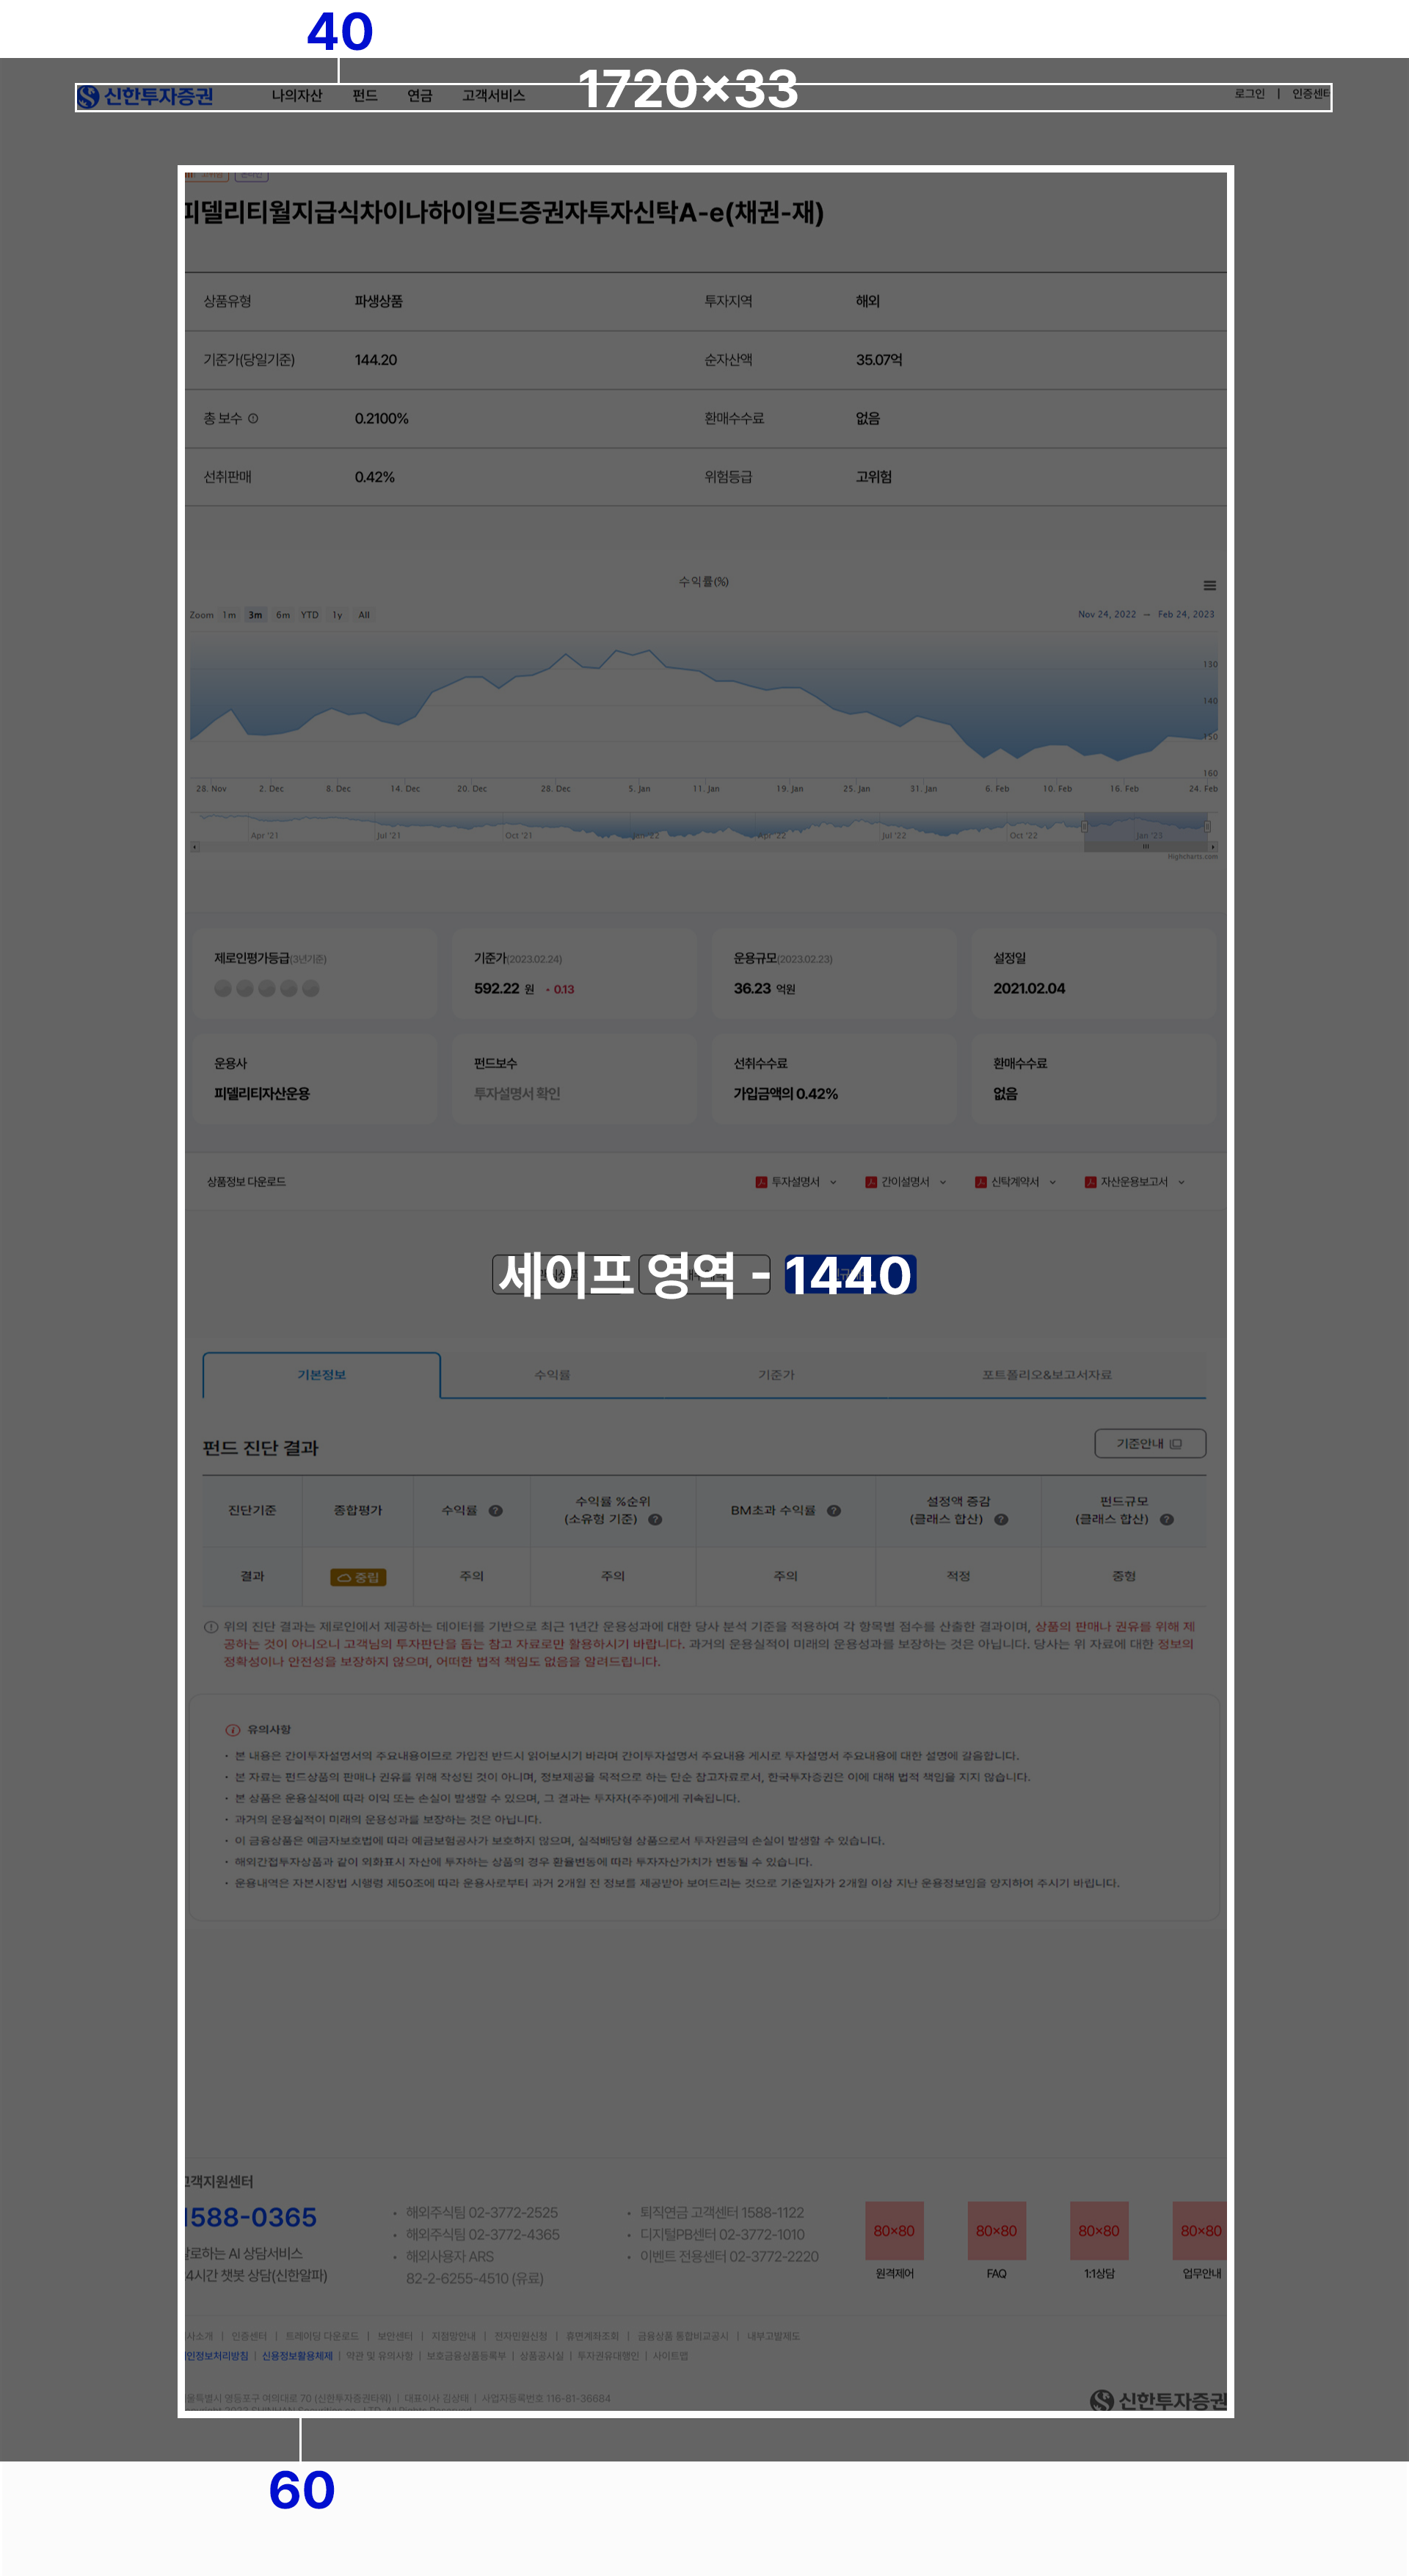 40
신한투자증권 나의자산 펀드 연금 고객서비스 1720×33 로그인 | 인증센터
피델리티월지급식차이나하이일드증권자투자신탁A-e(채권-재)
상품유형 파생상품 투자지역 해외
기준가(당일기준) 144.20 순자산액 35.07억
총 보수 0.2100% 환매수수료 없음
선취판매 0.42% 위험등급 고위험
수익률(%)
Zoom 1m 3m 6m YTD 1y All Nov 24, 2022 – Feb 24, 2023
130
140
150
160
28. Nov 2. Dec 8. Dec 14. Dec 20. Dec 28. Dec 5. Jan 11. Jan 19. Jan 25. Jan 31. Jan 6. Feb 10. Feb 16. Feb 24. Feb
Apr '21 Jul '21 Oct '21 Apr '22 Jul '22 Oct '22 Jan '23
Highcharts.com
제로인평가등급(3년기준) 기준가(2023.02.24) 운용규모(2023.02.23) 설정일
592.22 원 0.13 36.23 억원 2021.02.04
운용사 펀드보수 선취수수료 환매수수료
피델리티자산운용 투자설명서 확인 가입금액의 0.42% 없음
상품정보 다운로드 투자설명서 간이설명서 신탁계약서 자산운용보고서
세이프 영역 - 1440
기본정보 수익률 기준가 포트폴리오&보고서자료
펀드 진단 결과 기준안내
진단기준 종합평가 수익률 ? 수익률 %순위 (소유형 기준) ? BM초과 수익률 ? 설정액 증감 (클래스 합산) ? 펀드규모 (클래스 합산) ?
결과 중립 주의 주의 주의 적정 중형
위의 진단 결과는 제로인에서 제공하는 데이터를 기반으로 최근 1년간 운용성과에 대한 당사 분석 기준을 적용하여 각 항목별 점수를 산출한 결과이며, 상품의 판매나 권유를 위해 제
공하는 것이 아니오니 고객님의 투자판단을 돕는 참고 자료로만 활용하시기 바랍니다. 과거의 운용실적이 미래의 운용성과를 보장하는 것은 아닙니다. 당사는 위 자료에 대한 정보의
정확성이나 안전성을 보장하지 않으며, 어떠한 법적 책임도 없음을 알려드립니다.
유의사항
• 본 내용은 간이투자설명서의 주요내용이므로 가입전 반드시 읽어보시기 바라며 간이투자설명서 주요내용 게시로 투자설명서 주요내용에 대한 설명에 갈음합니다.
• 본 자료는 펀드상품의 판매나 권유를 위해 작성된 것이 아니며, 정보제공을 목적으로 하는 단순 참고자료로서, 한국투자증권은 이에 대해 법적 책임을 지지 않습니다.
• 본 상품은 운용실적에 따라 이익 또는 손실이 발생할 수 있으며, 그 결과는 투자자(주주)에게 귀속됩니다.
• 과거의 운용실적이 미래의 운용성과를 보장하는 것은 아닙니다.
• 이 금융상품은 예금자보호법에 따라 예금보험공사가 보호하지 않으며, 실적배당형 상품으로서 투자원금의 손실이 발생할 수 있습니다.
• 해외간접투자상품과 같이 외화표시 자산에 투자하는 상품의 경우 환율변동에 따라 투자자산가치가 변동될 수 있습니다.
• 운용내역은 자본시장법 시행령 제50조에 따라 운용사로부터 과거 2개월 전 정보를 제공받아 보여드리는 것으로 기준일자가 2개월 이상 지난 운용정보임을 양지하여 주시기 바랍니다.
고객지원센터
1588-0365
• 해외주식팀 02-3772-2525
• 해외주식팀 02-3772-4365
• 해외사용자 ARS
82-2-6255-4510 (유료)
• 퇴직연금 고객센터 1588-1122
• 디지털PB센터 02-3772-1010
• 이벤트 전용센터 02-3772-2220
말로하는 AI 상담서비스
24시간 챗봇 상담(신한알파)
80×80 80×80 80×80 80×80
원격제어 FAQ 1:1상담 업무안내
회사소개 | 인증센터 | 트레이딩 다운로드 | 보안센터 | 지점망안내 | 전자민원신청 | 휴면계좌조회 | 금융상품 통합비교공시 | 내부고발제도
개인정보처리방침 | 신용정보활용체제 | 약관 및 유의사항 | 보호금융상품등록부 | 상품공시실 | 투자권유대행인 | 사이트맵
서울특별시 영등포구 여의대로 70 (신한투자증권타워) | 대표이사 김상태 | 사업자등록번호 116-81-36684
신한투자증권
60